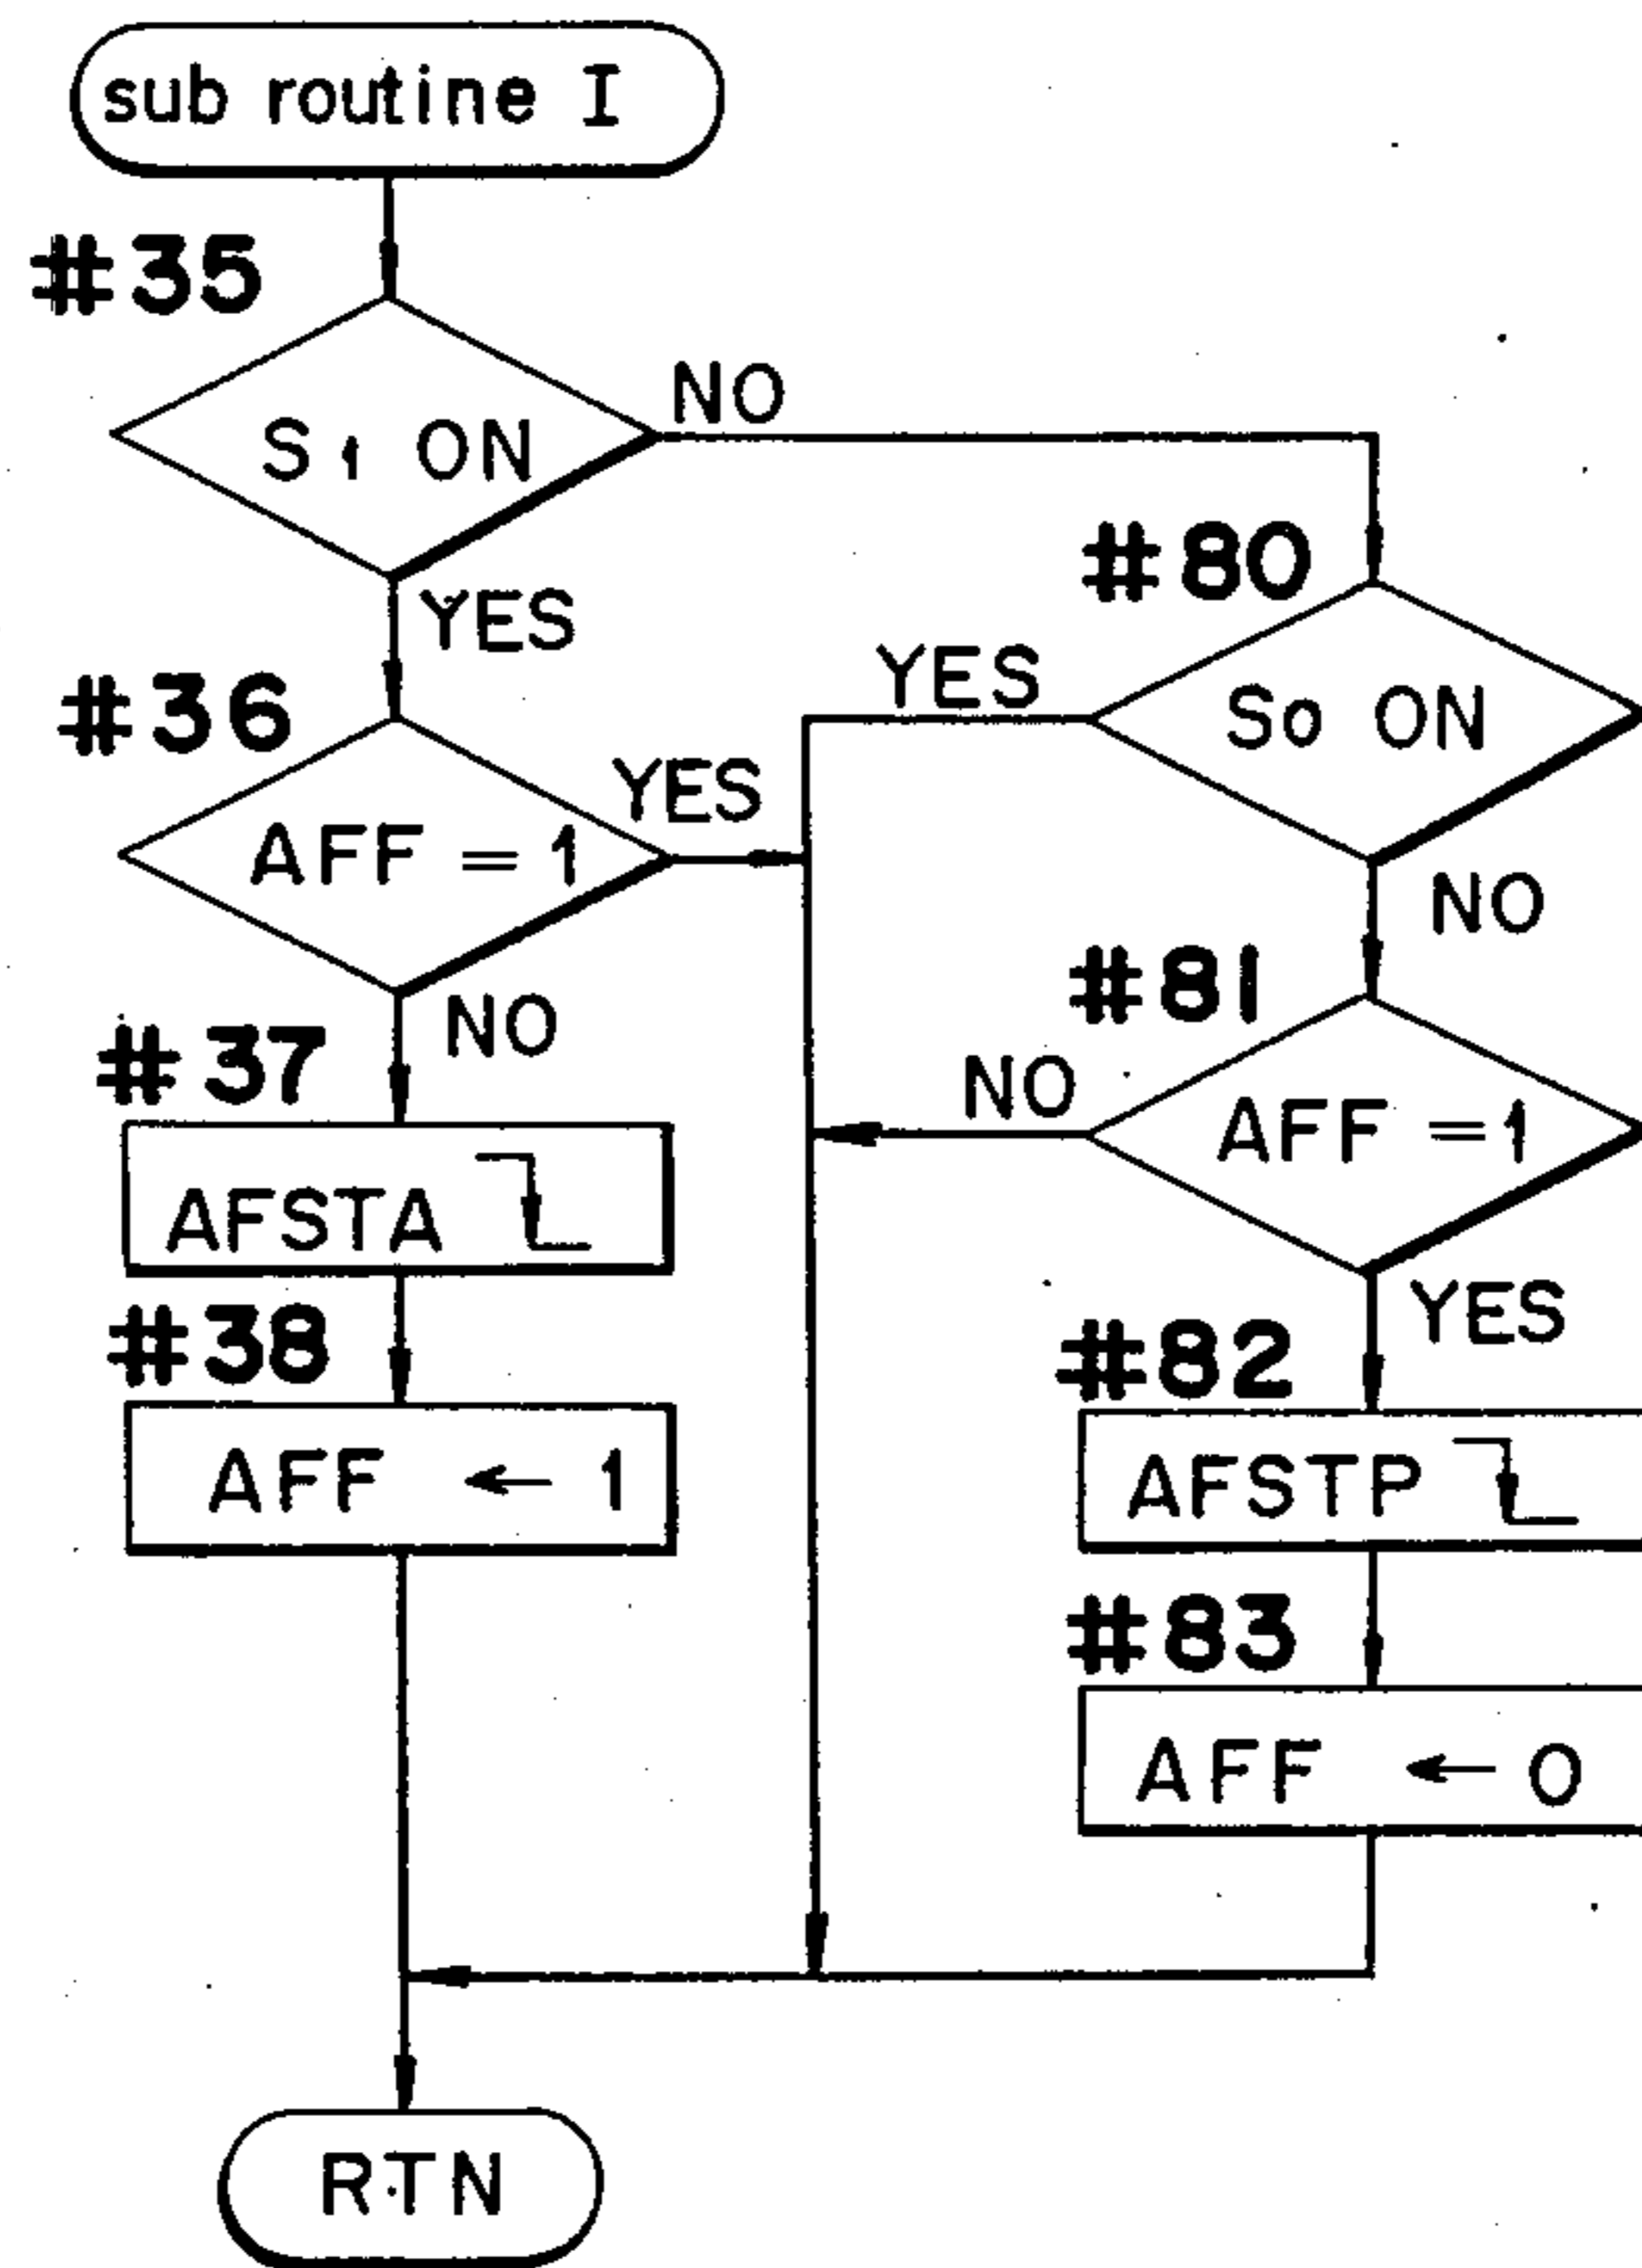 sub routine I
#35
S1 ON
NO
YES
#36
AFF = 1
YES
NO
#37
AFSTA
#38
AFF ← 1
#80
So ON
YES
NO
#81
AFF = 1
NO
YES
#82
AFSTP
#83
AFF ← 0
RTN